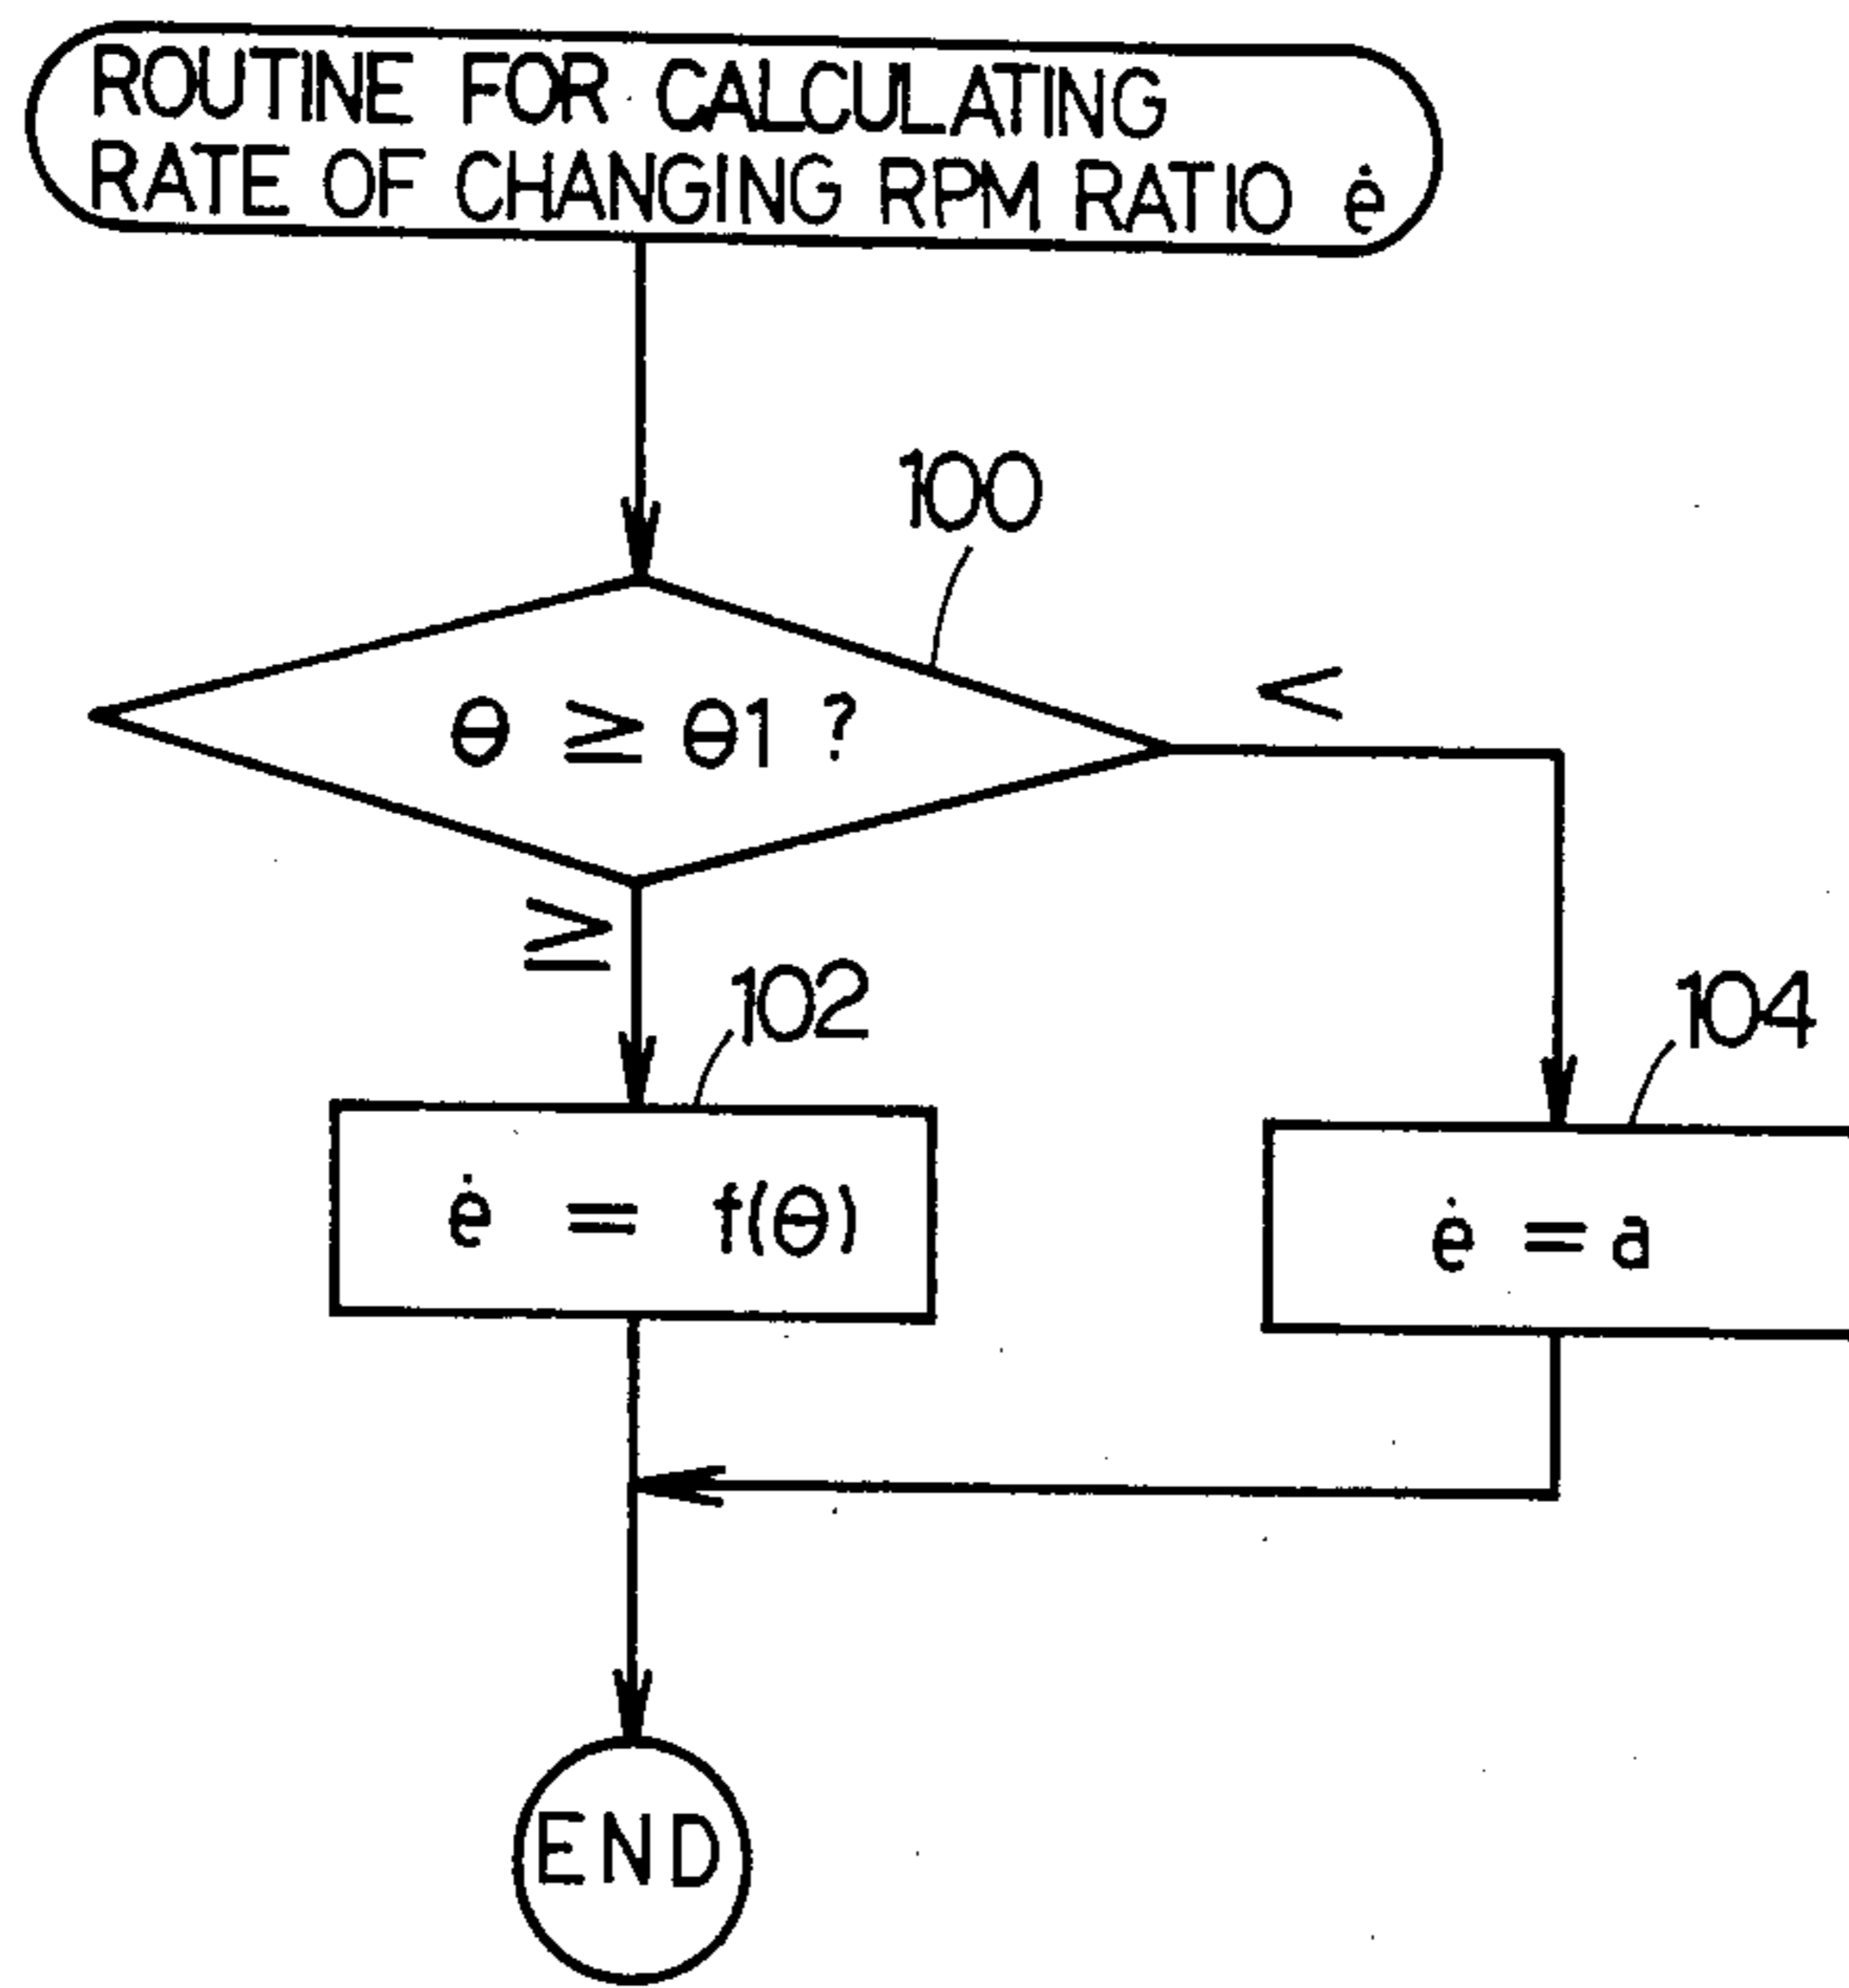 ROUTINE FOR CALCULATING
RATE OF CHANGING RPM RATIO ė
100
θ ≧ θ1 ?
<
≧
102
104
ė = f(θ)
ė = a
END